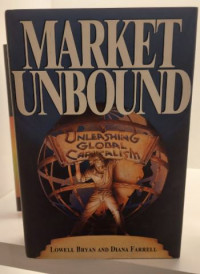 MARKET
UNBOUND
UNLEASHING
GLOBAL
CAPITALISM
LOWELL BRYAN AND DIANA FARRELL